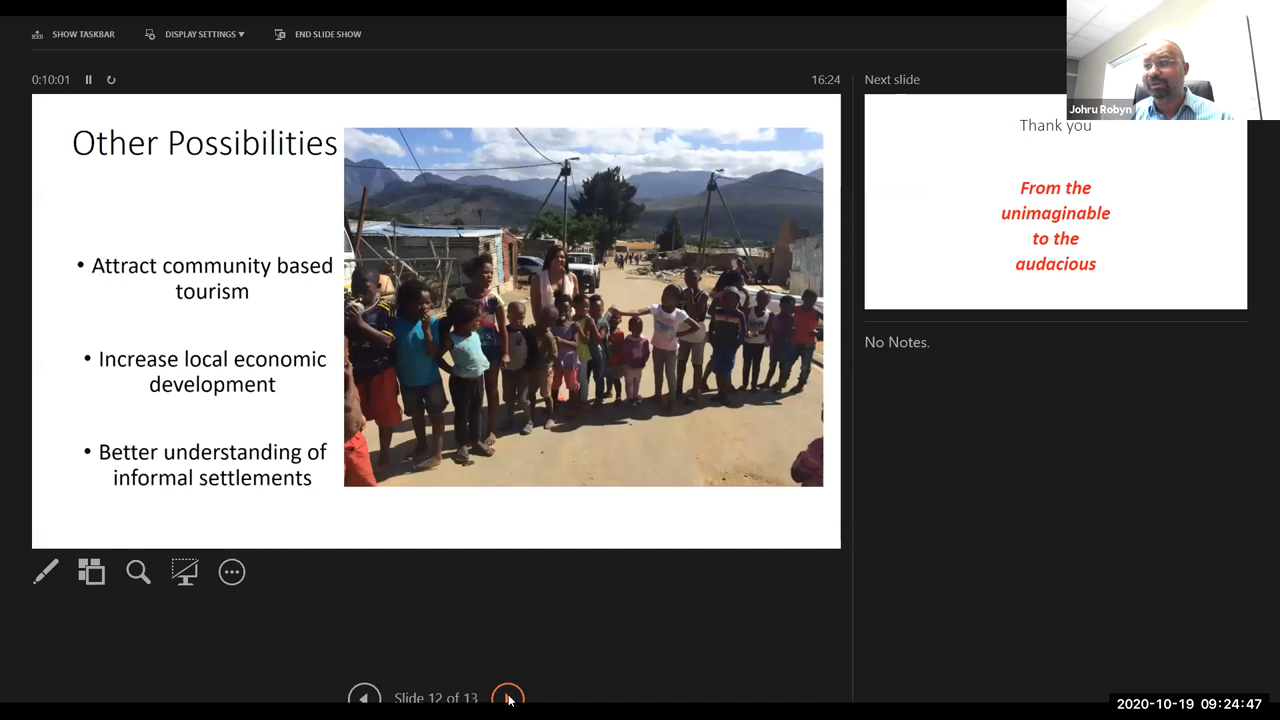 SHOW TASKBAR
DISPLAY SETTINGS ▼
END SLIDE SHOW
0:10:01
16:24
Next slide
Johru Robyn
Other Possibilities
• Attract community based
tourism
• Increase local economic
development
• Better understanding of
informal settlements
Thank you
From the
unimaginable
to the
audacious
No Notes.
Slide 12 of 13
2020-10-19 09:24:47